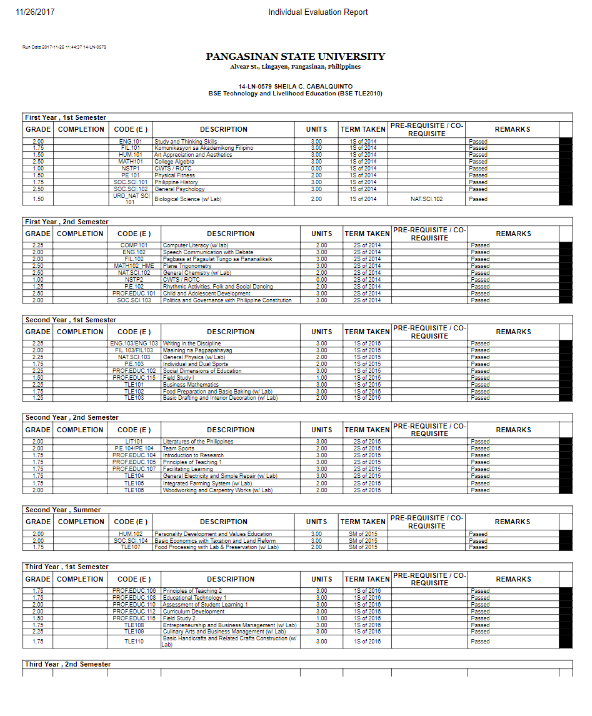 11/26/2017 Individual Evaluation Report
Run Date 2017-11-26 11:44:37 14-LN-0579
PANGASINAN STATE UNIVERSITY
Alvear St., Lingayen, Pangasinan, Philippines
14-LN-0579 SHEILA C. CABALQUINTO
BSE Technology and Livelihood Education (BSE TLE2010)
First Year , 1st Semester
GRADE COMPLETION CODE (E ) DESCRIPTION UNITS TERM TAKEN PRE-REQUISITE / CO-REQUISITE REMARKS
2.00 ENG.101 Study and Thinking Skills 3.00 1S of 2014 Passed
1.75 FIL.101 Komunikasyon sa Akademikong Filipino 3.00 1S of 2014 Passed
1.50 HUM.101 Art Appreciation and Aesthetics 3.00 1S of 2014 Passed
2.50 MATH101 College Algebra 3.00 1S of 2014 Passed
1.00 NSTP1 CWTS / ROTC 0.00 1S of 2014 Passed
1.50 PE 101 Physical Fitness 2.00 1S of 2014 Passed
1.75 SOC.SCI.101 Philippine History 3.00 1S of 2014 Passed
2.50 SOC.SCI.102 General Psychology 3.00 1S of 2014 Passed
1.50 URD_NAT SCI 101 Biological Science (w/ Lab) 2.00 1S of 2014 NAT.SCI.102 Passed
First Year , 2nd Semester
GRADE COMPLETION CODE (E ) DESCRIPTION UNITS TERM TAKEN PRE-REQUISITE / CO-REQUISITE REMARKS
2.25 COMP.101 Computer Literacy (w/ lab) 2.00 2S of 2014 Passed
2.00 ENG.102 Speech Communication with Debate 3.00 2S of 2014 Passed
2.00 FIL.102 Pagbasa at Pagsulat Tungo sa Pananaliksik 3.00 2S of 2014 Passed
2.50 MATH102_HME Plane Trigonometry 3.00 2S of 2014 Passed
2.50 NAT.SCI.102 General Chemistry (w/ Lab) 2.00 2S of 2014 Passed
1.00 NSTP2 CWTS / ROTC 0.00 2S of 2014 Passed
1.25 P.E.102 Rhythmic Activities, Folk and Social Dancing 2.00 2S of 2014 Passed
2.50 PROF.EDUC.101 Child and Adolescent Development 3.00 2S of 2014 Passed
2.00 SOC.SCI.103 Politics and Governance with Philippine Constitution 3.00 2S of 2014 Passed
Second Year , 1st Semester
GRADE COMPLETION CODE (E ) DESCRIPTION UNITS TERM TAKEN PRE-REQUISITE / CO-REQUISITE REMARKS
2.25 ENG.103/ENG 103 Writing in the Discipline 3.00 1S of 2015 Passed
2.00 FIL.103/FIL103 Masining na Pagpapahayag 3.00 1S of 2015 Passed
2.25 NAT.SCI.103 General Physics (w/ Lab) 2.00 1S of 2015 Passed
1.75 P.E.103 Individual and Dual Sports 2.00 1S of 2015 Passed
2.25 PROF.EDUC.102 Social Dimensions of Education 3.00 1S of 2015 Passed
1.50 PROF.EDUC.115 Field Study 1 1.00 1S of 2015 Passed
2.25 TLE101 Business Mathematics 3.00 1S of 2015 Passed
1.75 TLE102 Food Preparation and Basic Baking (w/ Lab) 3.00 1S of 2015 Passed
1.25 TLE103 Basic Drafting and Interior Decoration (w/ Lab) 2.00 1S of 2015 Passed
Second Year , 2nd Semester
GRADE COMPLETION CODE (E ) DESCRIPTION UNITS TERM TAKEN PRE-REQUISITE / CO-REQUISITE REMARKS
2.00 LIT101 Literatures of the Philippines 3.00 2S of 2015 Passed
2.00 P.E 104/PE 104 Team Sports 2.00 2S of 2015 Passed
1.75 PROF.EDUC.104 Introduction to Research 3.00 2S of 2015 Passed
1.75 PROF.EDUC.105 Principles of Teaching 1 3.00 2S of 2015 Passed
1.75 PROF.EDUC.107 Facilitating Learning 3.00 2S of 2015 Passed
1.75 TLE104 General Electricity and Simple Repair (w/ Lab) 3.00 2S of 2015 Passed
1.75 Integrated Farming System (w/ Lab) 2.00 2S of 2015 Passed
2.00 Woodworking and Carpentry Works (w/ Lab) 2.00 2S of 2015 Passed
Second Year , Summer
GRADE COMPLETION CODE (E ) DESCRIPTION UNITS TERM TAKEN PRE-REQUISITE / CO-REQUISITE REMARKS
2.00 HUM.102 Personality Development and Values Education 3.00 SM of 2015 Passed
2.00 SOC.SCI.104 Basic Economics with Taxation and Land Reform 3.00 SM of 2015 Passed
1.75 TLE107 Food Processing with Lab & Preservation (w/ Lab) 2.00 SM of 2015 Passed
Third Year , 1st Semester
GRADE COMPLETION CODE (E ) DESCRIPTION UNITS TERM TAKEN PRE-REQUISITE / CO-REQUISITE REMARKS
1.75 PROF.EDUC.106 Principles of Teaching 2 3.00 1S of 2016 Passed
1.75 PROF.EDUC.108 Educational Technology 1 3.00 1S of 2016 Passed
2.00 PROF.EDUC.110 Assessment of Student Learning 1 3.00 1S of 2016 Passed
2.00 PROF.EDUC.112 Curriculum Development 3.00 1S of 2016 Passed
1.50 PROF.EDUC.116 Field Study 2 1.00 1S of 2016 Passed
1.75 TLE108 Entrepreneurship and Business Management (w/ Lab) 3.00 1S of 2016 Passed
2.25 TLE109 Culinary Arts and Business Management (w/ Lab) 3.00 1S of 2016 Passed
1.75 TLE110 Basic Handicrafts and Related Crafts Construction (w/ Lab) 3.00 1S of 2016 Passed
Third Year , 2nd Semester